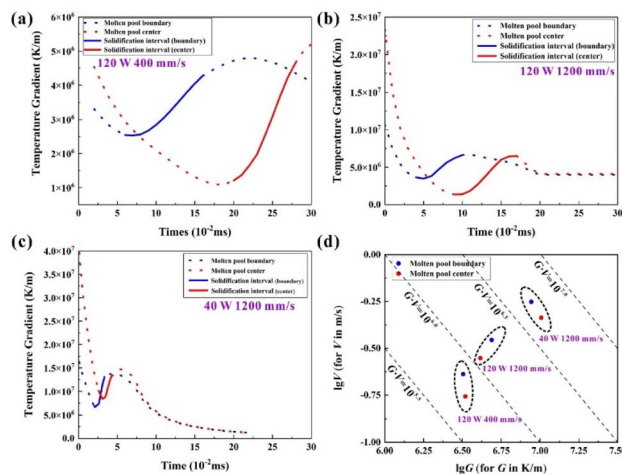 (a)
Molten pool boundary
Molten pool center
Solidification interval (boundary)
Solidification interval (center)
120 W 400 mm/s
Temperature Gradient (K/m)
6×10⁶
5×10⁶
4×10⁶
3×10⁶
2×10⁶
1×10⁶
0 5 10 15 20 25 30
Times (10⁻²ms)
(b)
Molten pool boundary
Molten pool center
Solidification interval (boundary)
Solidification interval (center)
120 W 1200 mm/s
Temperature Gradient (K/m)
2.5×10⁷
2.0×10⁷
1.5×10⁷
1.0×10⁷
5.0×10⁶
0.0
0 5 10 15 20 25 30
Time (10⁻²ms)
(c)
Molten pool boundary
Molten pool center
Solidification interval (boundary)
Solidification interval (center)
40 W 1200 mm/s
Temperature Gradient (K/m)
4.0×10⁷
3.5×10⁷
3.0×10⁷
2.5×10⁷
2.0×10⁷
1.5×10⁷
1.0×10⁷
5.0×10⁶
0.0
0 5 10 15 20 25 30
Time (10⁻²ms)
(d)
Molten pool boundary
Molten pool center
lgV (for V in m/s)
0.00
-0.25
-0.50
-0.75
-1.00
G·V=10
G·V=10
G·V=10
G·V=10
40 W 1200 mm/s
120 W 1200 mm/s
120 W 400 mm/s
6.00 6.25 6.50 6.75 7.00 7.25 7.50
lgG (for G in K/m)